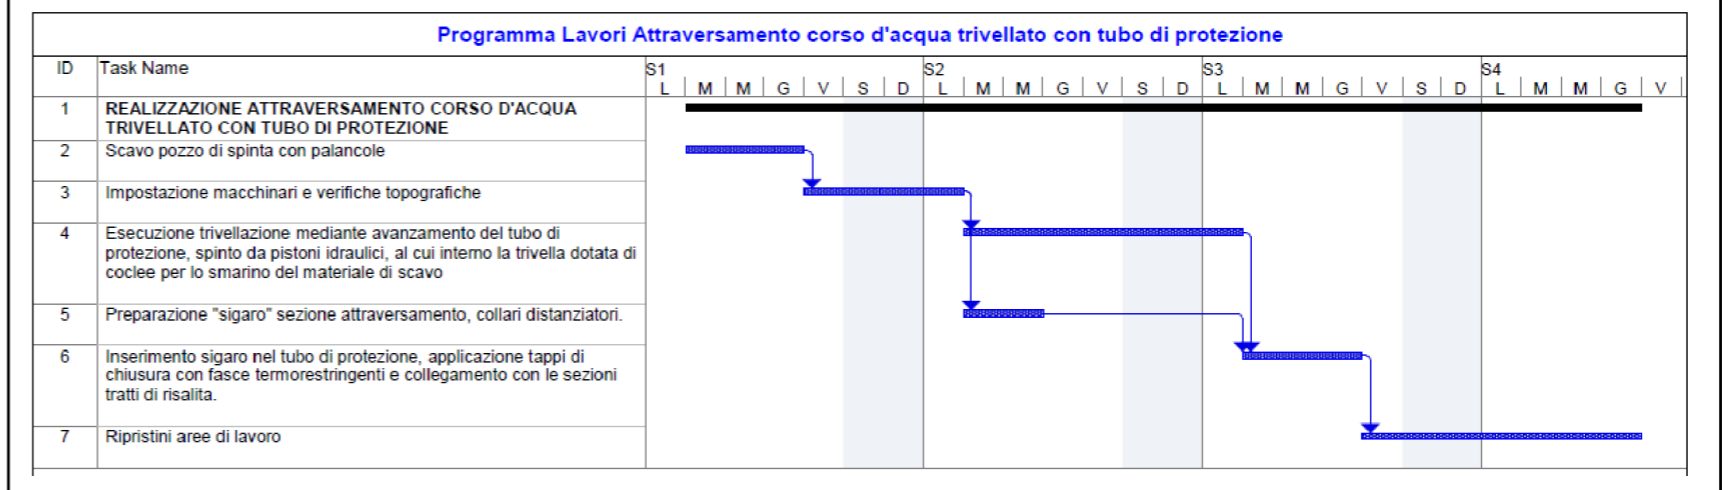 Programma Lavori Attraversamento corso d'acqua trivellato con tubo di protezione
ID Task Name S1 S2 S3 S4
L M M G V S D L M M G V S D L M M G V S D L M M G V
1 REALIZZAZIONE ATTRAVERSAMENTO CORSO D'ACQUA
TRIVELLATO CON TUBO DI PROTEZIONE
2 Scavo pozzo di spinta con palancole
3 Impostazione macchinari e verifiche topografiche
4 Esecuzione trivellazione mediante avanzamento del tubo di
protezione, spinto da pistoni idraulici, al cui interno la trivella dotata di
coclee per lo smarino del materiale di scavo
5 Preparazione "sigaro" sezione attraversamento, collari distanziatori.
6 Inserimento sigaro nel tubo di protezione, applicazione tappi di
chiusura con fasce termorestringenti e collegamento con le sezioni
tratti di risalita.
7 Ripristini aree di lavoro